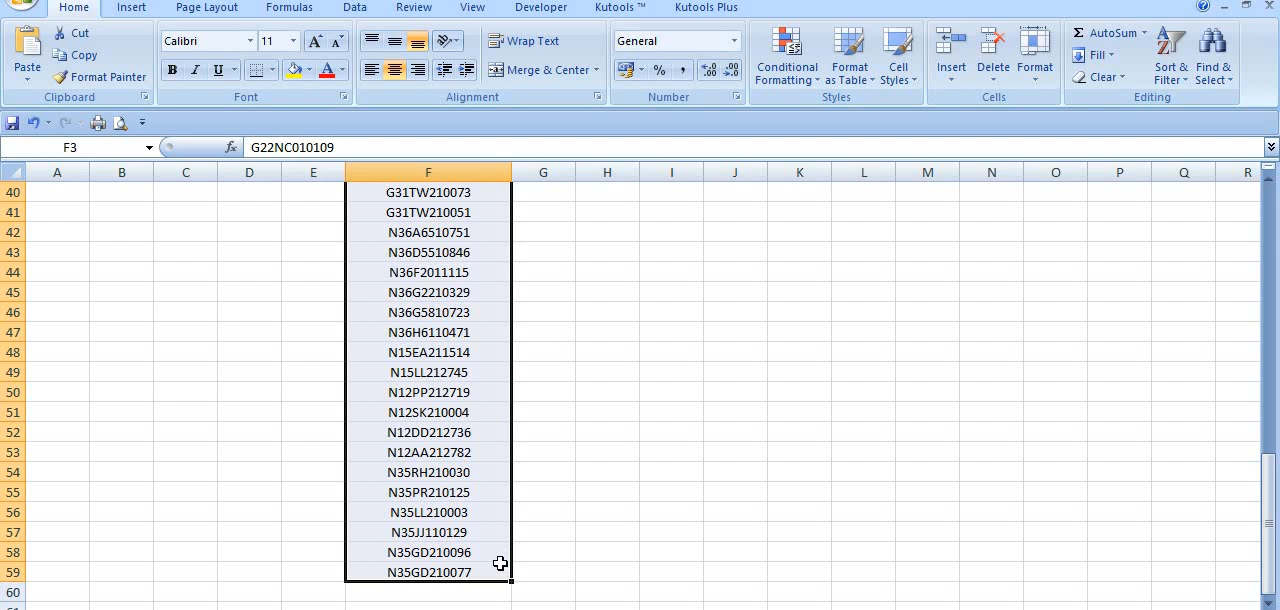 Home Insert Page Layout Formulas Data Review View Developer Kutools ™ Kutools Plus
Paste
Cut
Copy
Format Painter
Clipboard
Calibri 11
B I U
Font
Wrap Text
Merge & Center
Alignment
General
% ,
Number
Conditional Formatting
Format as Table
Cell Styles
Styles
Insert Delete Format
Cells
Σ AutoSum
Fill
Clear
Sort & Filter
Find & Select
Editing
F3 fx G22NC010109
A B C D E F G H I J K L M N O P Q R
40 G31TW210073
41 G31TW210051
42 N36A6510751
43 N36D5510846
44 N36F2011115
45 N36G2210329
46 N36G5810723
47 N36H6110471
48 N15EA211514
49 N15LL212745
50 N12PP212719
51 N12SK210004
52 N12DD212736
53 N12AA212782
54 N35RH210030
55 N35PR210125
56 N35LL210003
57 N35JJ110129
58 N35GD210096
59 N35GD210077
60